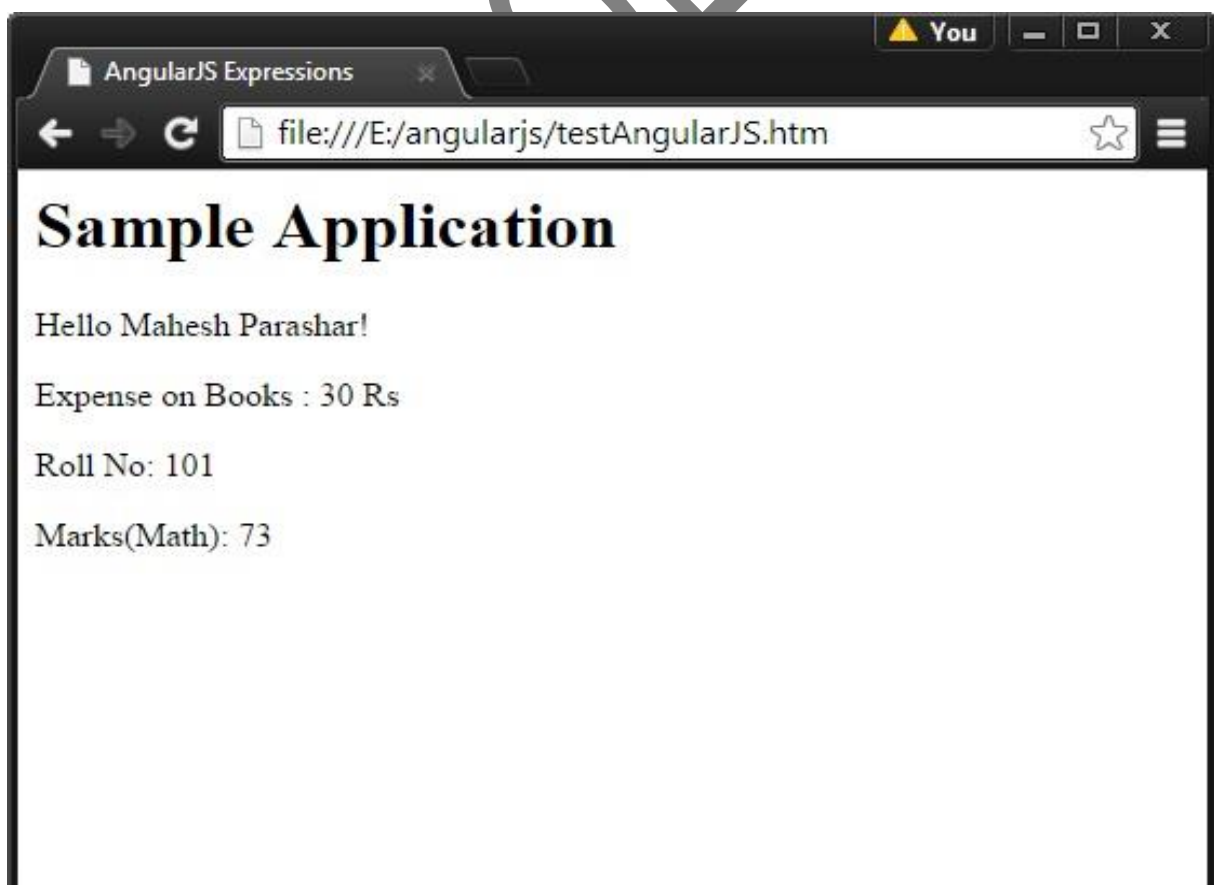 You
AngularJS Expressions
file:///E:/angularjs/testAngularJS.htm
Sample Application
Hello Mahesh Parashar!
Expense on Books : 30 Rs
Roll No: 101
Marks(Math): 73